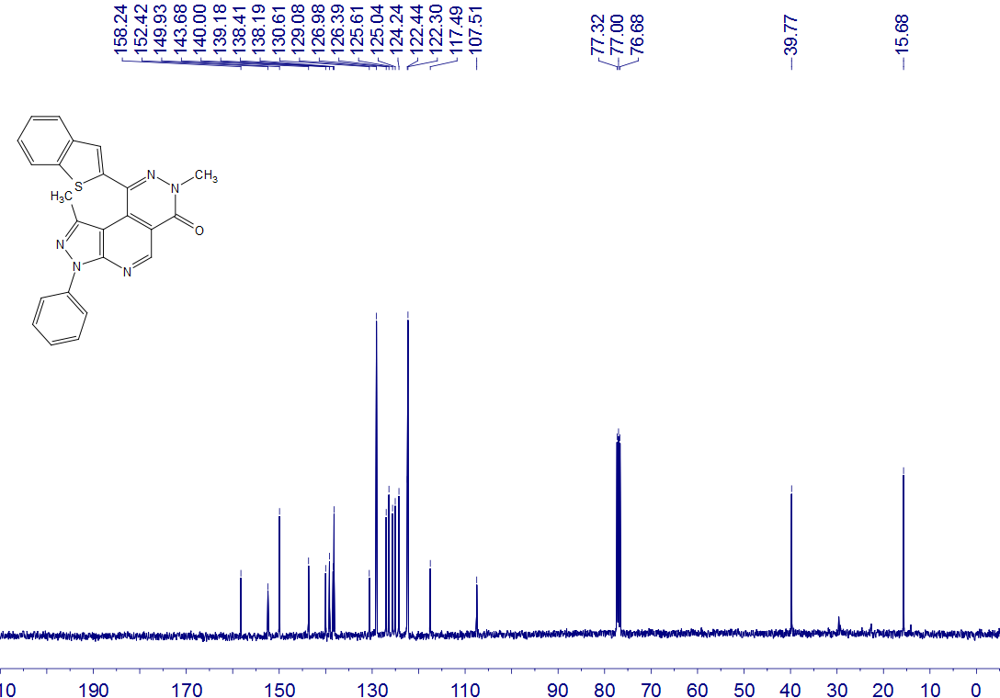 158.24
152.42
149.93
143.68
140.00
139.18
138.41
138.19
130.61
129.08
126.98
126.39
125.61
125.04
124.24
122.44
122.30
117.49
107.51
77.32
77.00
76.68
39.77
15.68
N
N
CH3
S
H3C
O
N
N
N
10 190 170 150 130 110 90 80 70 60 50 40 30 20 10 0